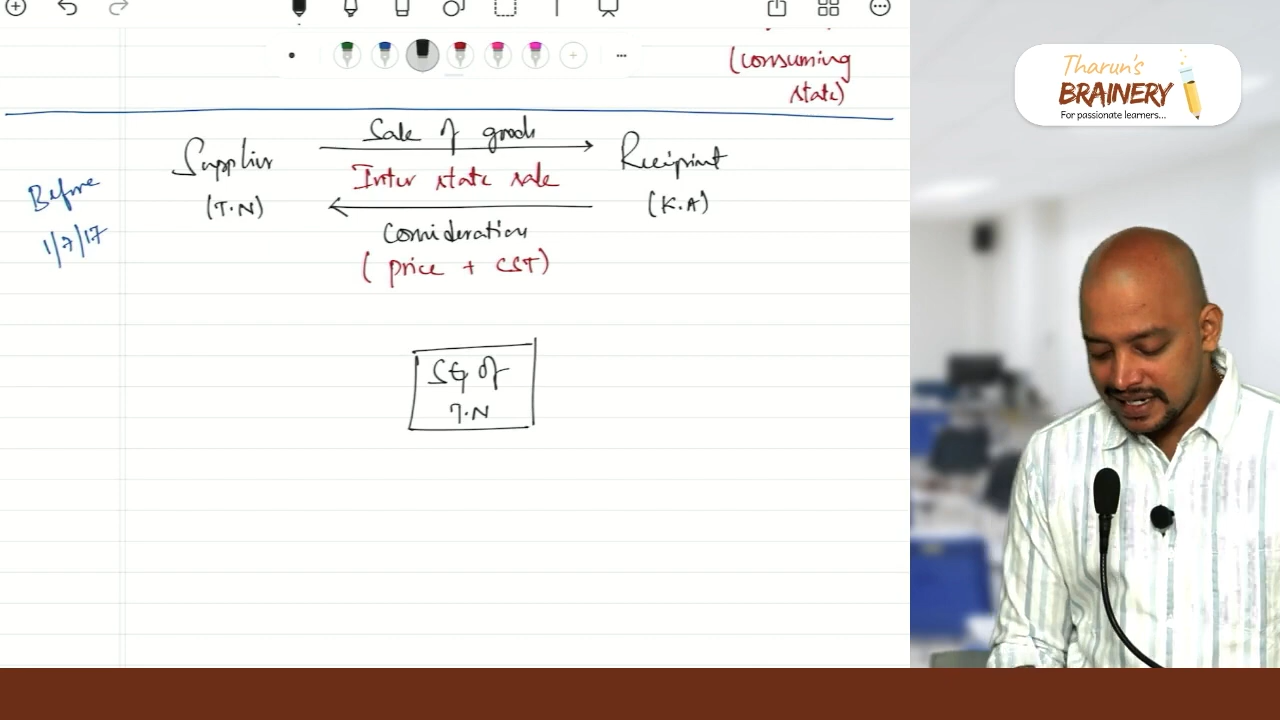 (consuming
state)
Sale of goods
Supplier
Recipient
Inter state sale
Before
(T.N)
(K.A)
1/7/17
Consideration
(price + CST)
SG of
T.N
Tharun's
BRAINERY
For passionate learners...